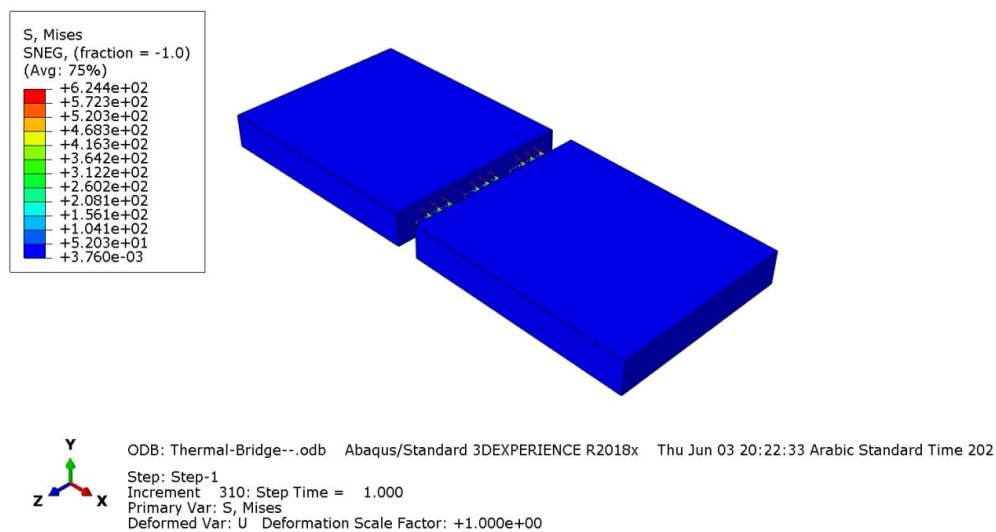 S, Mises
SNEG, (fraction = -1.0)
(Avg: 75%)
+6.244e+02
+5.723e+02
+5.203e+02
+4.683e+02
+4.163e+02
+3.642e+02
+3.122e+02
+2.602e+02
+2.081e+02
+1.561e+02
+1.041e+02
+5.203e+01
+3.760e-03
Y
Z X
ODB: Thermal-Bridge--.odb Abaqus/Standard 3DEXPERIENCE R2018x Thu Jun 03 20:22:33 Arabic Standard Time 202
Step: Step-1
Increment 310: Step Time = 1.000
Primary Var: S, Mises
Deformed Var: U Deformation Scale Factor: +1.000e+00